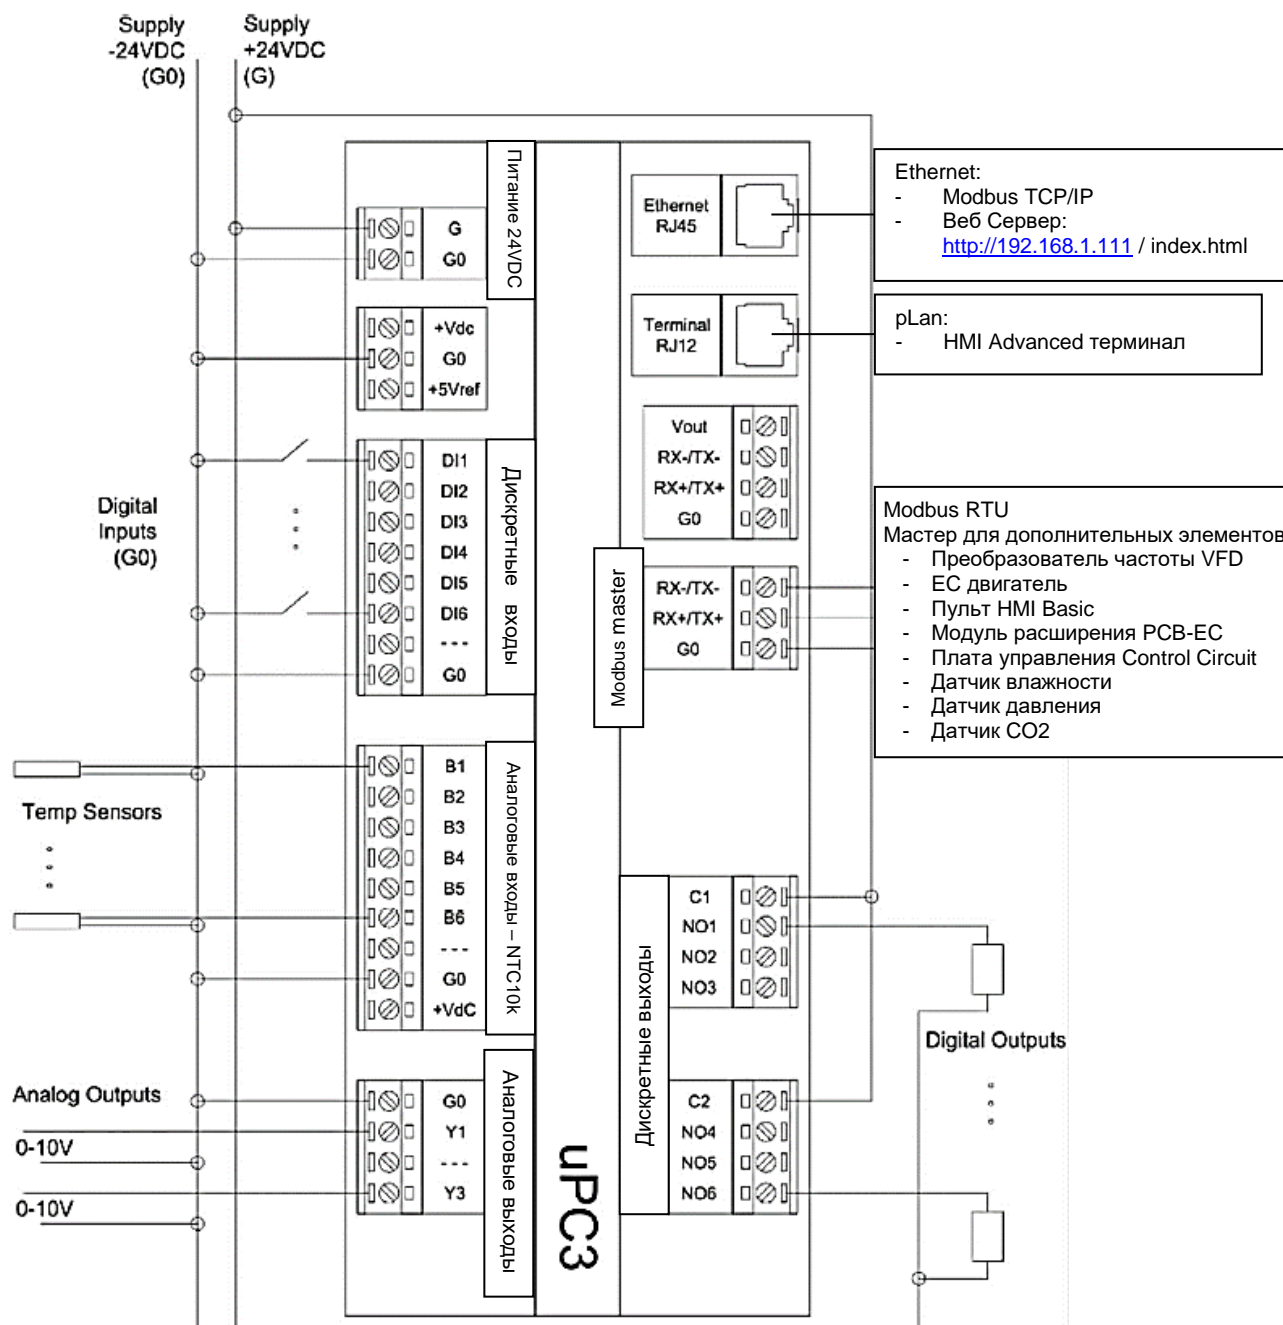 Supply
-24VDC
(G0)
Supply
+24VDC
(G)
Питание 24VDC
G
G0
+Vdc
G0
+5Vref
Digital
Inputs
(G0)
DI1
DI2
DI3
DI4
DI5
DI6
---
G0
Дискретные входы
Temp Sensors
B1
B2
B3
B4
B5
B6
---
G0
+VdC
Аналоговые входы – NTC10k
Analog Outputs
0-10V
0-10V
G0
Y1
---
Y3
Аналоговые выходы
uPC3
Ethernet
RJ45
Ethernet:
- Modbus TCP/IP
- Веб Сервер:
http://192.168.1.111 / index.html
Terminal
RJ12
pLan:
- HMI Advanced терминал
Vout
RX-/TX-
RX+/TX+
G0
Modbus master
RX-/TX-
RX+/TX+
G0
Modbus RTU
Мастер для дополнительных элементов
- Преобразователь частоты VFD
- EC двигатель
- Пульт HMI Basic
- Модуль расширения PCB-EC
- Плата управления Control Circuit
- Датчик влажности
- Датчик давления
- Датчик CO2
Дискретные выходы
C1
NO1
NO2
NO3
Digital Outputs
C2
NO4
NO5
NO6